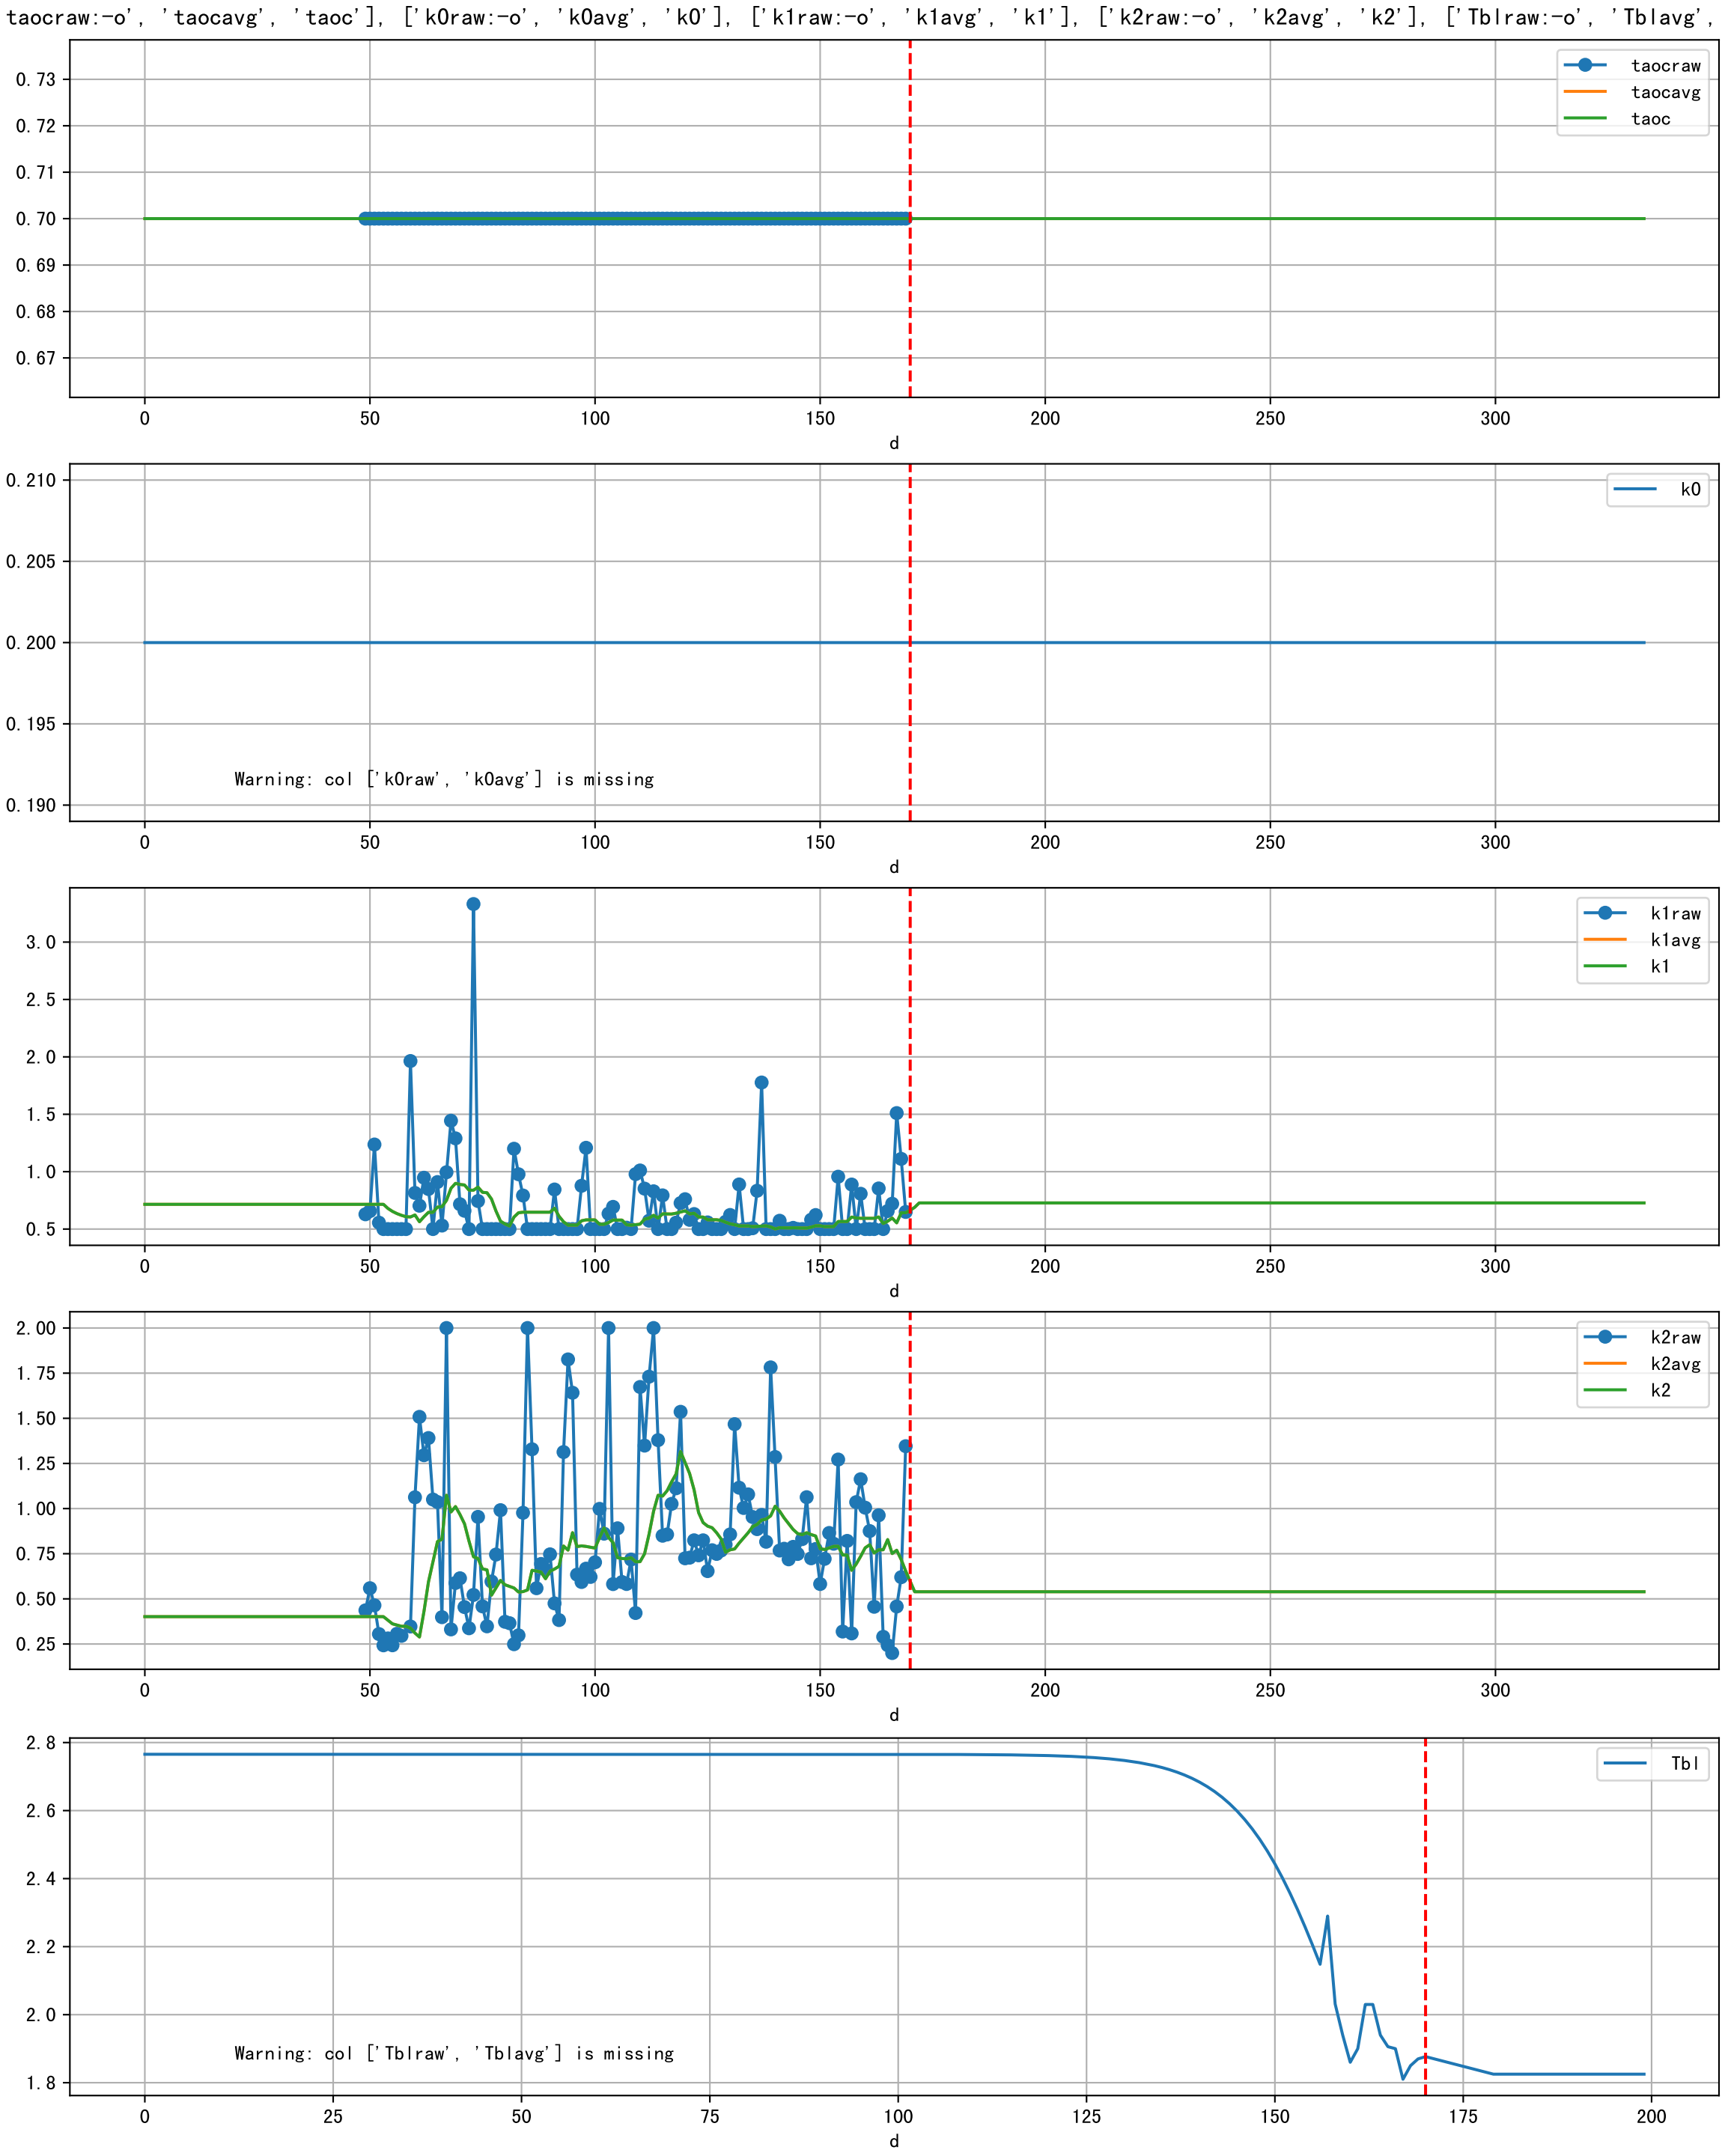 taocraw:-o', 'taocavg', 'taoc'], ['k0raw:-o', 'k0avg', 'k0'], ['k1raw:-o', 'k1avg', 'k1'], ['k2raw:-o', 'k2avg', 'k2'], ['Tblraw:-o', 'Tblavg',
0.73
0.72
0.71
0.70
0.69
0.68
0.67
taocraw
taocavg
taoc
0 50 100 150 200 250 300
d
0.210
0.205
0.200
0.195
0.190
k0
Warning: col ['k0raw', 'k0avg'] is missing
0 50 100 150 200 250 300
d
3.0
2.5
2.0
1.5
1.0
0.5
k1raw
k1avg
k1
0 50 100 150 200 250 300
d
2.00
1.75
1.50
1.25
1.00
0.75
0.50
0.25
k2raw
k2avg
k2
0 50 100 150 200 250 300
d
2.8
2.6
2.4
2.2
2.0
1.8
Tbl
Warning: col ['Tblraw', 'Tblavg'] is missing
0 25 50 75 100 125 150 175 200
d